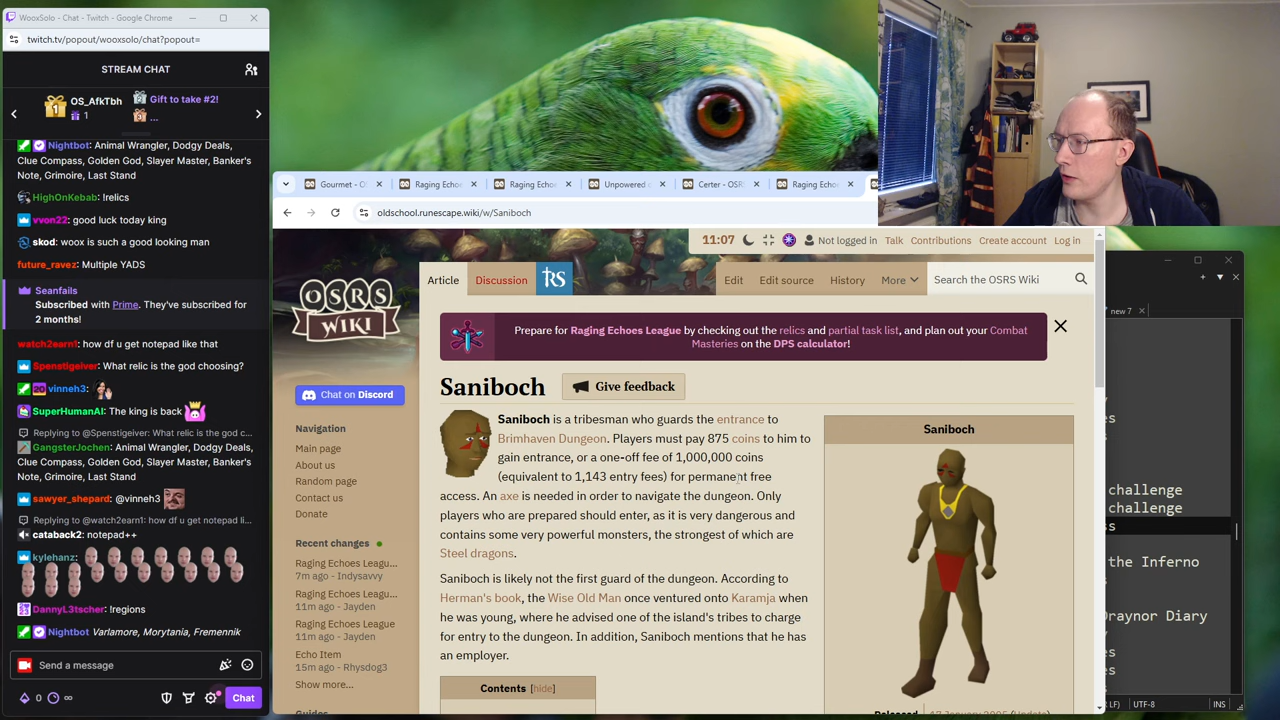 WooxSolo - Chat - Twitch - Google Chrome
twitch.tv/popout/wooxsolo/chat?popout=
STREAM CHAT
OS_AfkTbh
1
Gift to take #2!
...
Nightbot: Animal Wrangler, Dodgy Deals,
Clue Compass, Golden God, Slayer Master, Banker's
Note, Grimoire, Last Stand
HighOnKebab: !relics
vvon22: good luck today king
skod: woox is such a good looking man
future_ravez: Multiple YADS
Seanfails
Subscribed with Prime. They've subscribed for
2 months!
watch2earn1: how df u get notepad like that
Spenstigeiver: What relic is the god choosing?
20 vinneh3:
SuperHumanAI: The king is back
Replying to @Spenstigeiver: What relic is the god c...
GangsterJochen: Animal Wrangler, Dodgy Deals,
Clue Compass, Golden God, Slayer Master, Banker's
Note, Grimoire, Last Stand
sawyer_shepard: @vinneh3
Replying to @watch2earn1: how df u get notepad li...
cataback2: notepad++
kylehanz:
DannyL3tscher: !regions
Nightbot Varlamore, Morytania, Fremennik
Send a message
0
∞
Chat
Gourmet - O
Raging Echo
Raging Echo
Unpowered
Certer - OSR
Raging Echo
oldschool.runescape.wiki/w/Saniboch
11:07
Not logged in
Talk
Contributions
Create account
Log in
OSRS
WIKI
Article
Discussion
ts
Edit
Edit source
History
More
Search the OSRS Wiki
Prepare for Raging Echoes League by checking out the relics and partial task list, and plan out your Combat
Masteries on the DPS calculator!
Saniboch
Give feedback
Chat on Discord
Navigation
Main page
About us
Random page
Contact us
Donate
Recent changes
Raging Echoes Leagu...
7m ago - Indysavvy
Raging Echoes Leagu...
11m ago - Jayden
Raging Echoes League
11m ago - Jayden
Echo Item
15m ago - Rhysdog3
Show more...
Guides
Saniboch is a tribesman who guards the entrance to
Brimhaven Dungeon. Players must pay 875 coins to him to
gain entrance, or a one-off fee of 1,000,000 coins
(equivalent to 1,143 entry fees) for permanent free
access. An axe is needed in order to navigate the dungeon. Only
players who are prepared should enter, as it is very dangerous and
contains some very powerful monsters, the strongest of which are
Steel dragons.
Saniboch is likely not the first guard of the dungeon. According to
Herman's book, the Wise Old Man once ventured onto Karamja when
he was young, where he advised one of the island's tribes to charge
for entry to the dungeon. In addition, Saniboch mentions that he has
an employer.
Contents [hide]
Saniboch
Released 17 January 2005 (Update)
new 7
challenge
challenge
s
the Inferno
Draynor Diary
LF)
UTF-8
INS